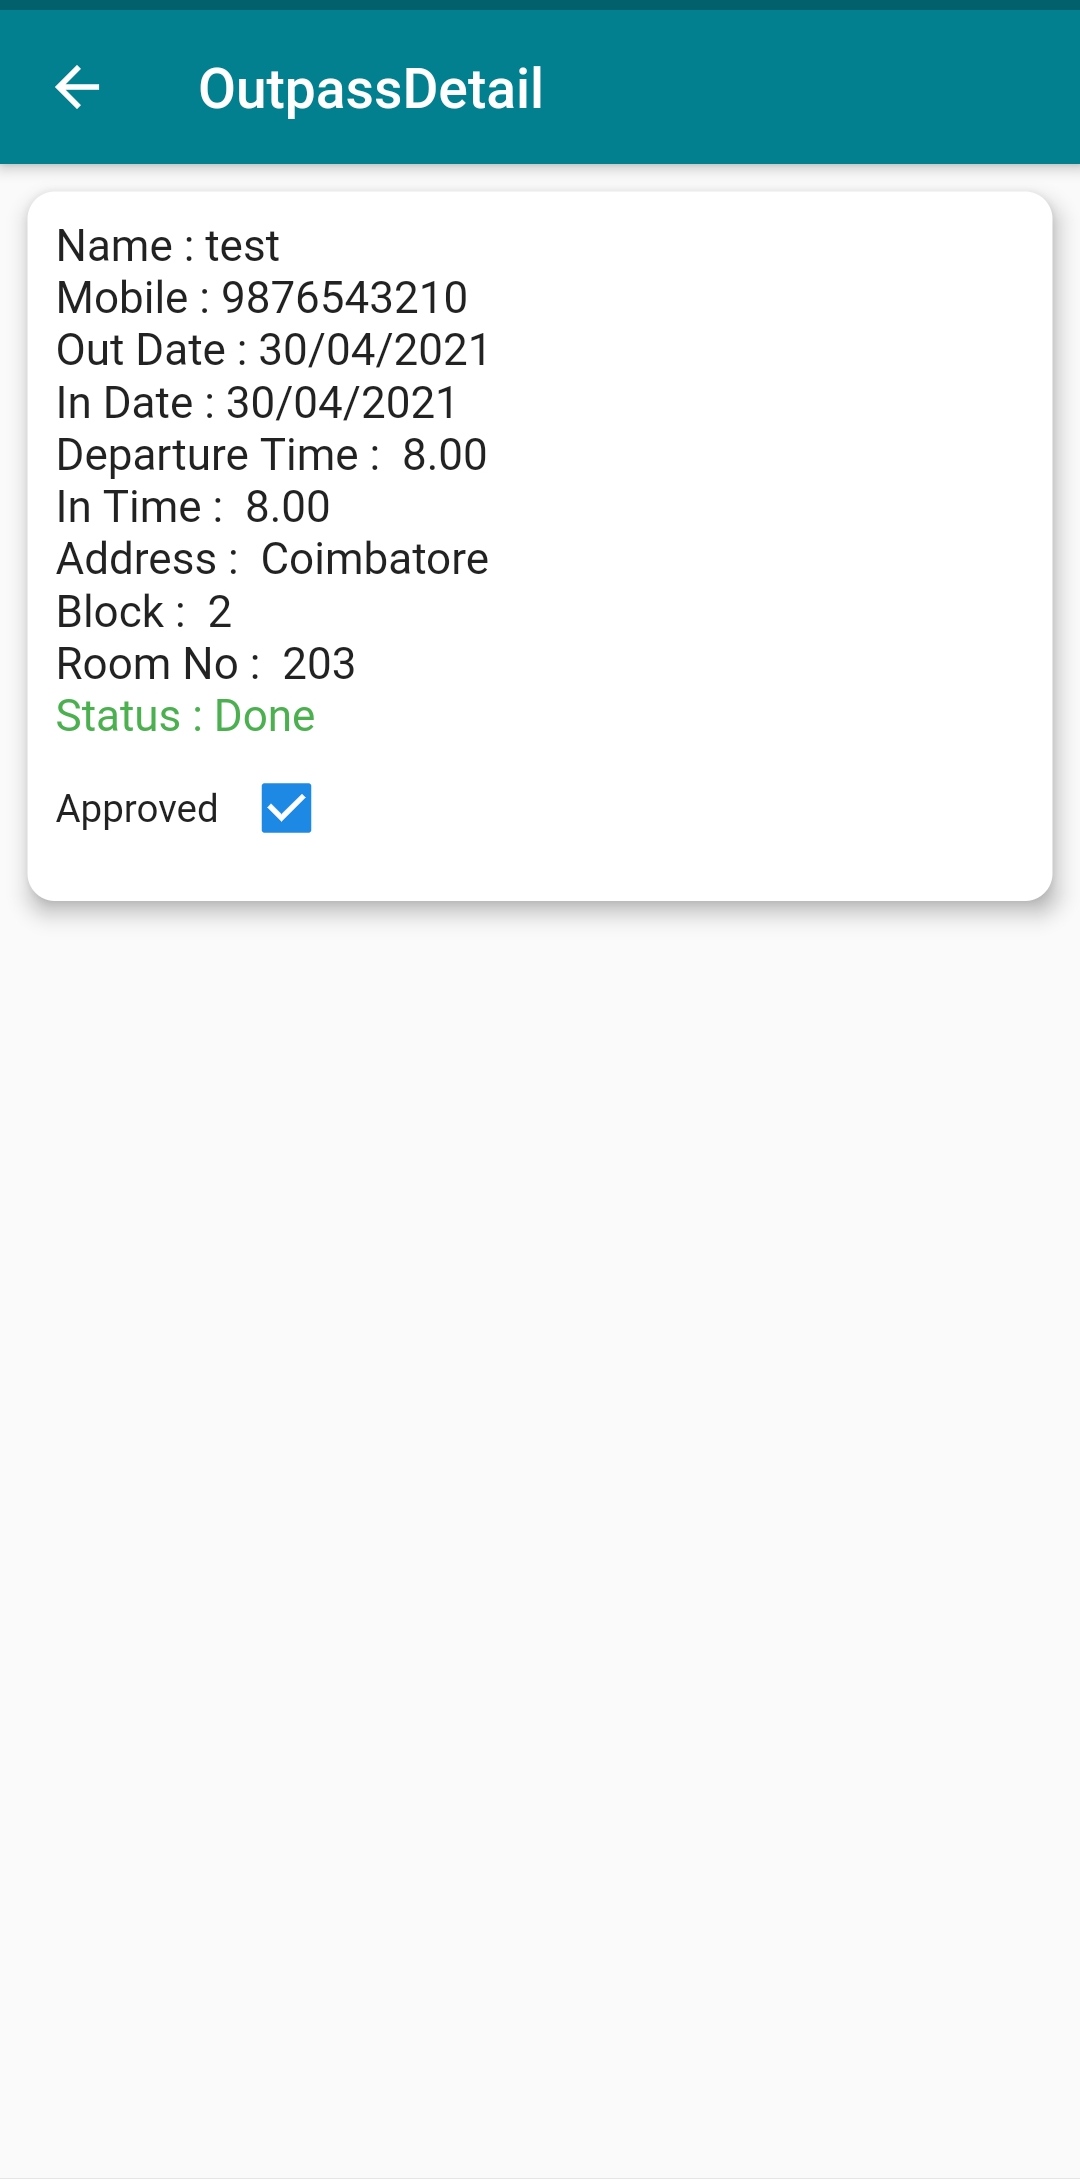 OutpassDetail
Name : test
Mobile : 9876543210
Out Date : 30/04/2021
In Date : 30/04/2021
Departure Time :  8.00
In Time :  8.00
Address :  Coimbatore
Block :  2
Room No :  203
Status : Done
Approved